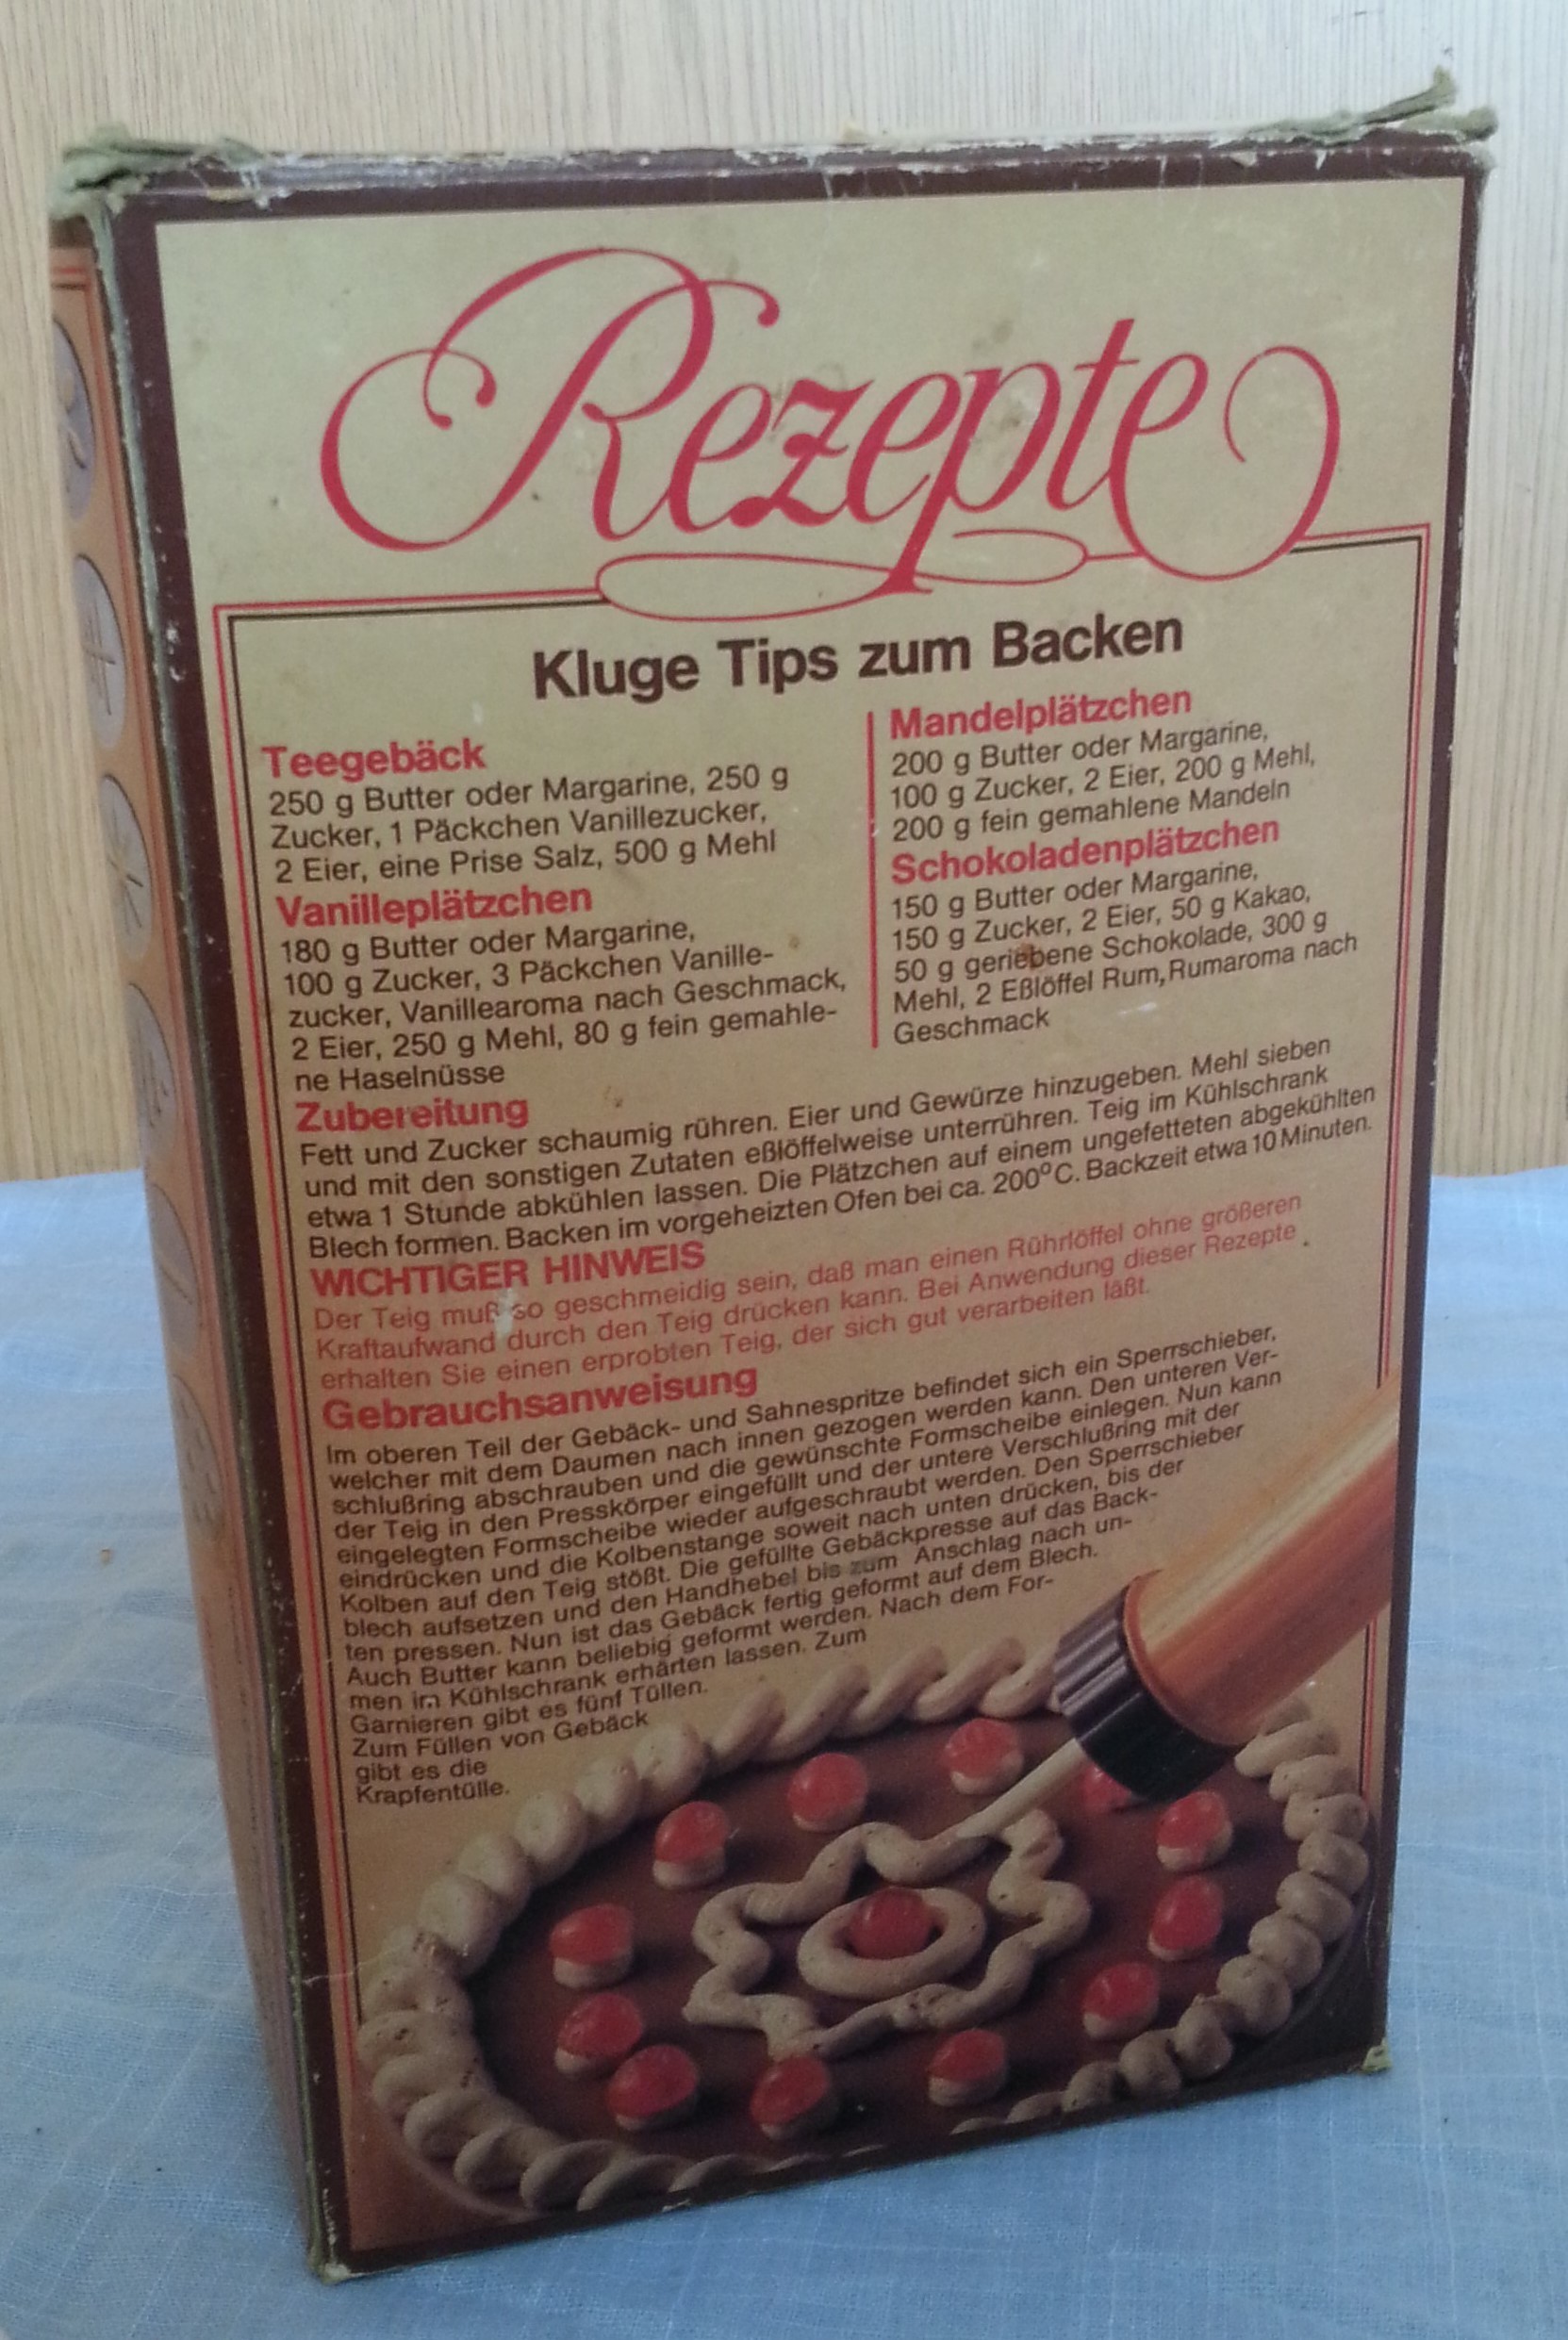 Rezepte
Kluge Tips zum Backen
Teegebäck
250 g Butter oder Margarine, 250 g
Zucker, 1 Päckchen Vanillezucker,
2 Eier, eine Prise Salz, 500 g Mehl
Vanilleplätzchen
180 g Butter oder Margarine,
100 g Zucker, 3 Päckchen Vanille-
zucker, Vanillearoma nach Geschmack,
2 Eier, 250 g Mehl, 80 g fein gemahle-
ne Haselnüsse
Mandelplätzchen
200 g Butter oder Margarine,
100 g Zucker, 2 Eier, 200 g Mehl,
200 g fein gemahlene Mandeln
Schokoladenplätzchen
150 g Butter oder Margarine,
150 g Zucker, 2 Eier, 50 g Kakao,
50 g geriebene Schokolade, 300 g
Mehl, 2 Eßlöffel Rum, Rumaroma nach
Geschmack
Zubereitung
Fett und Zucker schaumig rühren. Eier und Gewürze hinzugeben. Mehl sieben
und mit den sonstigen Zutaten eßlöffelweise unterrühren. Teig im Kühlschrank
etwa 1 Stunde abkühlen lassen. Die Plätzchen auf einem ungefetteten abgekühlten
Blech formen. Backen im vorgeheizten Ofen bei ca. 200°C. Backzeit etwa 10 Minuten.
WICHTIGER HINWEIS
Der Teig muß so geschmeidig sein, daß man einen Rührlöffel ohne größeren
Kraftaufwand durch den Teig drücken kann. Bei Anwendung dieser Rezepte
erhalten Sie einen erprobten Teig, der sich gut verarbeiten läßt.
Gebrauchsanweisung
Im oberen Teil der Gebäck- und Sahnespritze befindet sich ein Sperrschieber,
welcher mit dem Daumen nach innen gezogen werden kann. Den unteren Ver-
schlußring abschrauben und die gewünschte Formscheibe einlegen. Nun kann
der Teig in den Presskörper eingefüllt und der untere Verschlußring mit der
eingelegten Formscheibe wieder aufgeschraubt werden. Den Sperrschieber
eindrücken und die Kolbenstange soweit nach unten drücken, bis der
Kolben auf den Teig stößt. Die gefüllte Gebäckpresse auf das Back-
blech aufsetzen und den Handhebel bis zum Anschlag nach un-
ten pressen. Nun ist das Gebäck fertig geformt auf dem Blech.
Auch Butter kann beliebig geformt werden. Nach dem For-
men im Kühlschrank erhärten lassen. Zum
Garnieren gibt es fünf Tüllen.
Zum Füllen von Gebäck
gibt es die
Krapfentülle.